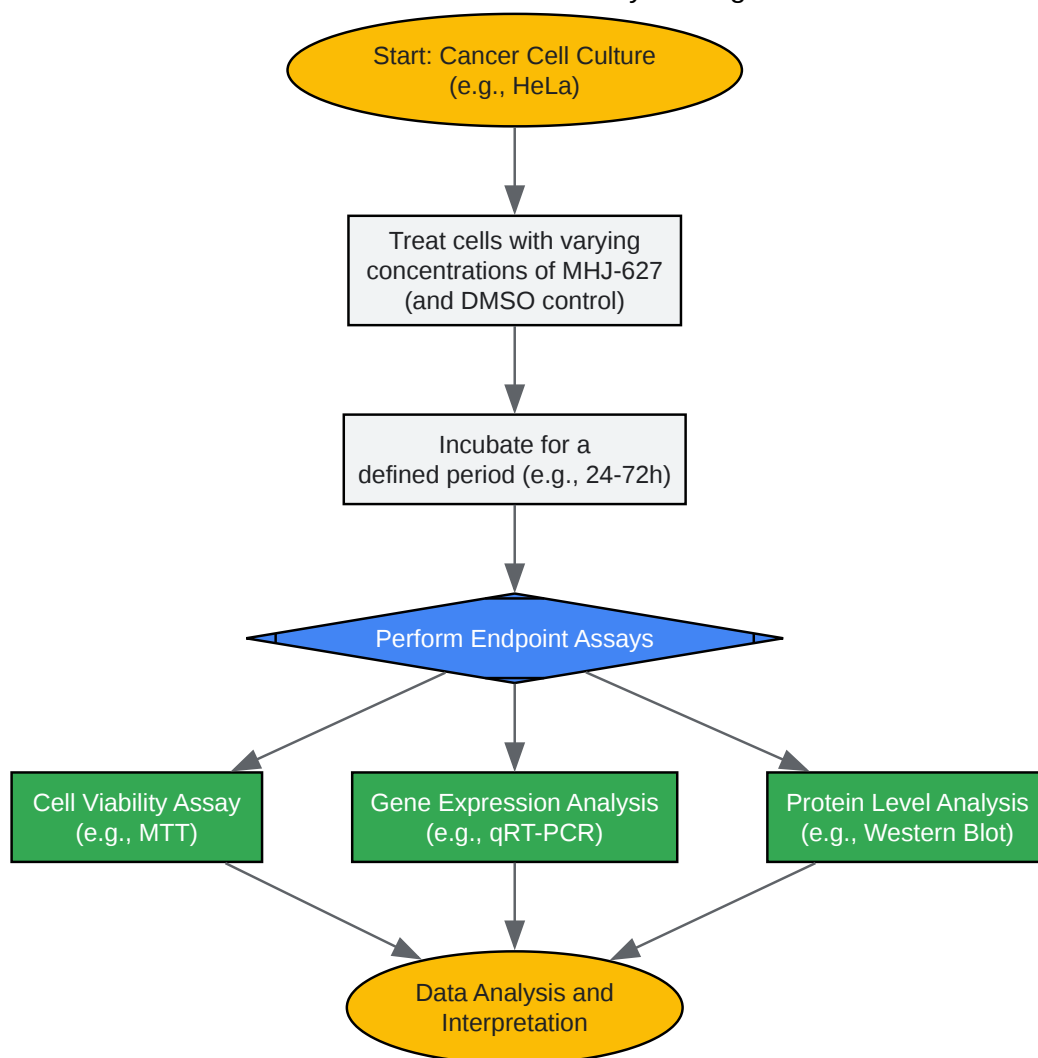 Start: Cancer Cell Culture
(e.g., HeLa)
Treat cells with varying
concentrations of MHJ-627
(and DMSO control)
Incubate for a
defined period (e.g., 24-72h)
Perform Endpoint Assays
Cell Viability Assay
(e.g., MTT)
Gene Expression Analysis
(e.g., qRT-PCR)
Protein Level Analysis
(e.g., Western Blot)
Data Analysis and
Interpretation